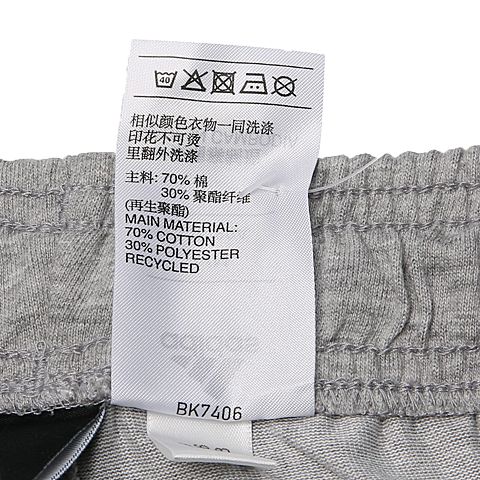 40
相似颜色衣物一同洗涤
印花不可烫
里翻外洗涤
主料: 70% 棉
30% 聚酯纤维
(再生聚酯)
MAIN MATERIAL:
70% COTTON
30% POLYESTER
RECYCLED
adidas
BK7406